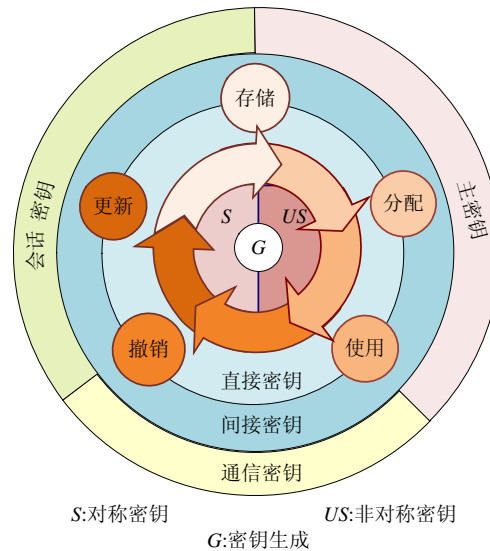 存储
会话 密钥
主密钥
更新
分配
S
US
G
撤销
使用
直接密钥
间接密钥
通信密钥
S:对称密钥
US:非对称密钥
G:密钥生成